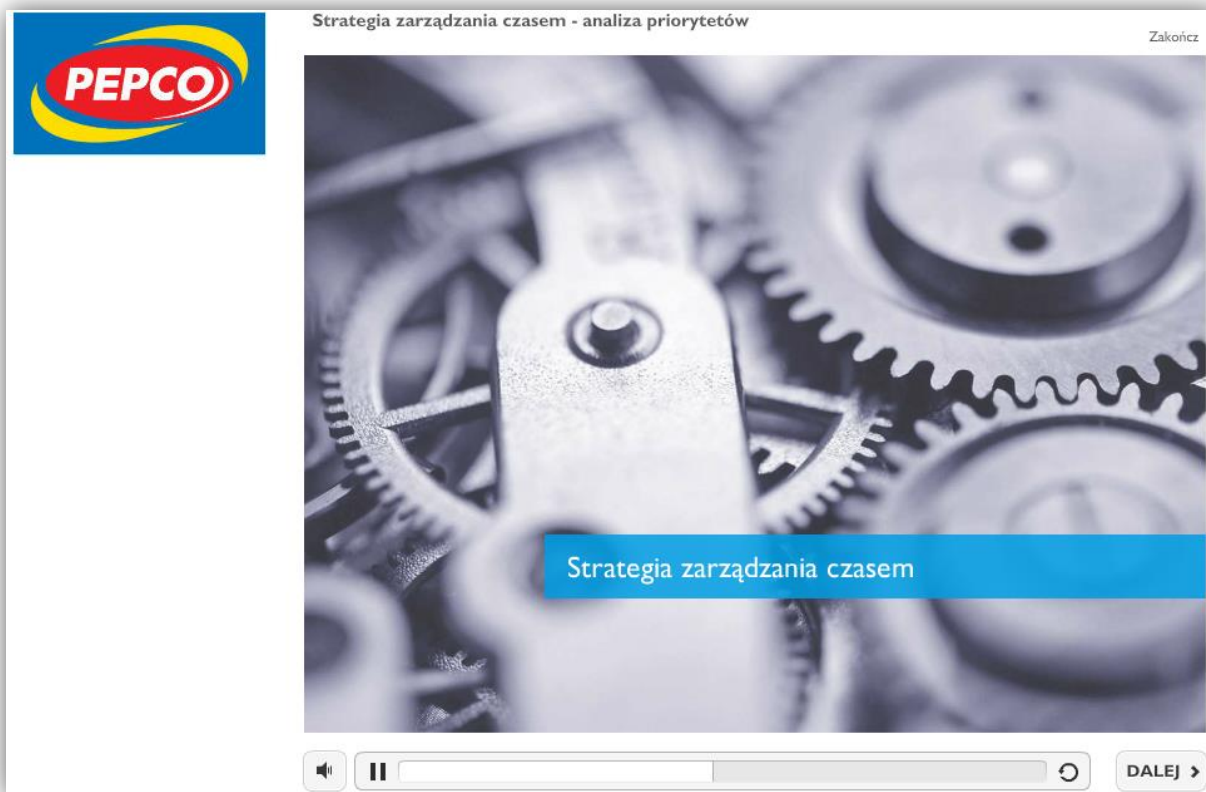 PEPCO
Strategia zarządzania czasem - analiza priorytetów
Zakończ
Strategia zarządzania czasem
DALEJ >